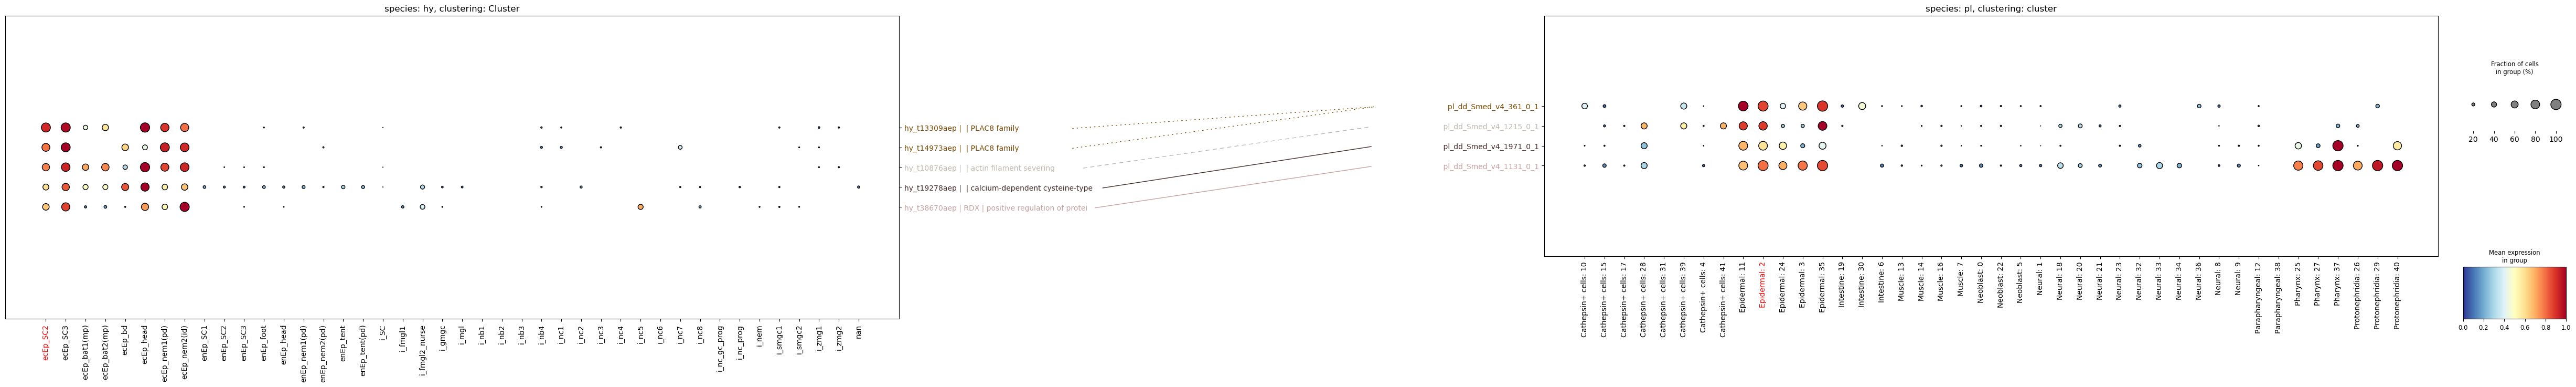 species: hy, clustering: Cluster
hy_t13309aep | | PLAC8 family
hy_t14973aep | | PLAC8 family
hy_t10876aep | | actin filament severing
hy_t19278aep | | calcium-dependent cysteine-type
hy_t38670aep | RDX | positive regulation of protei
ecEp_SC2
ecEp_SC3
ecEp_bat1(mp)
ecEp_bat2(mp)
ecEp_bd
ecEp_head
ecEp_nem1(pd)
ecEp_nem2(id)
enEp_SC1
enEp_SC2
enEp_SC3
enEp_foot
enEp_head
enEp_nem1(pd)
enEp_nem2(pd)
enEp_tent
enEp_tent(pd)
i_SC
i_fmgl1
i_fmgl2_nurse
i_gmgc
i_mgl
i_nb1
i_nb2
i_nb3
i_nb4
i_nc1
i_nc2
i_nc3
i_nc4
i_nc5
i_nc6
i_nc7
i_nc8
i_nc_gc_prog
i_nc_prog
i_nem
i_smgc1
i_smgc2
i_zmg1
i_zmg2
nan
species: pl, clustering: cluster
pl_dd_Smed_v4_361_0_1
pl_dd_Smed_v4_1215_0_1
pl_dd_Smed_v4_1971_0_1
pl_dd_Smed_v4_1131_0_1
Cathepsin+ cells: 10
Cathepsin+ cells: 15
Cathepsin+ cells: 17
Cathepsin+ cells: 28
Cathepsin+ cells: 31
Cathepsin+ cells: 39
Cathepsin+ cells: 4
Cathepsin+ cells: 41
Epidermal: 11
Epidermal: 2
Epidermal: 24
Epidermal: 3
Epidermal: 35
Intestine: 19
Intestine: 30
Intestine: 6
Muscle: 13
Muscle: 14
Muscle: 16
Muscle: 7
Neoblast: 0
Neoblast: 22
Neoblast: 5
Neural: 1
Neural: 18
Neural: 20
Neural: 21
Neural: 23
Neural: 32
Neural: 33
Neural: 34
Neural: 36
Neural: 8
Neural: 9
Parapharyngeal: 12
Parapharyngeal: 38
Pharynx: 25
Pharynx: 27
Pharynx: 37
Protonephridia: 26
Protonephridia: 29
Protonephridia: 40
Fraction of cells
in group (%)
20 40 60 80 100
Mean expression
in group
0.0 0.2 0.4 0.6 0.8 1.0